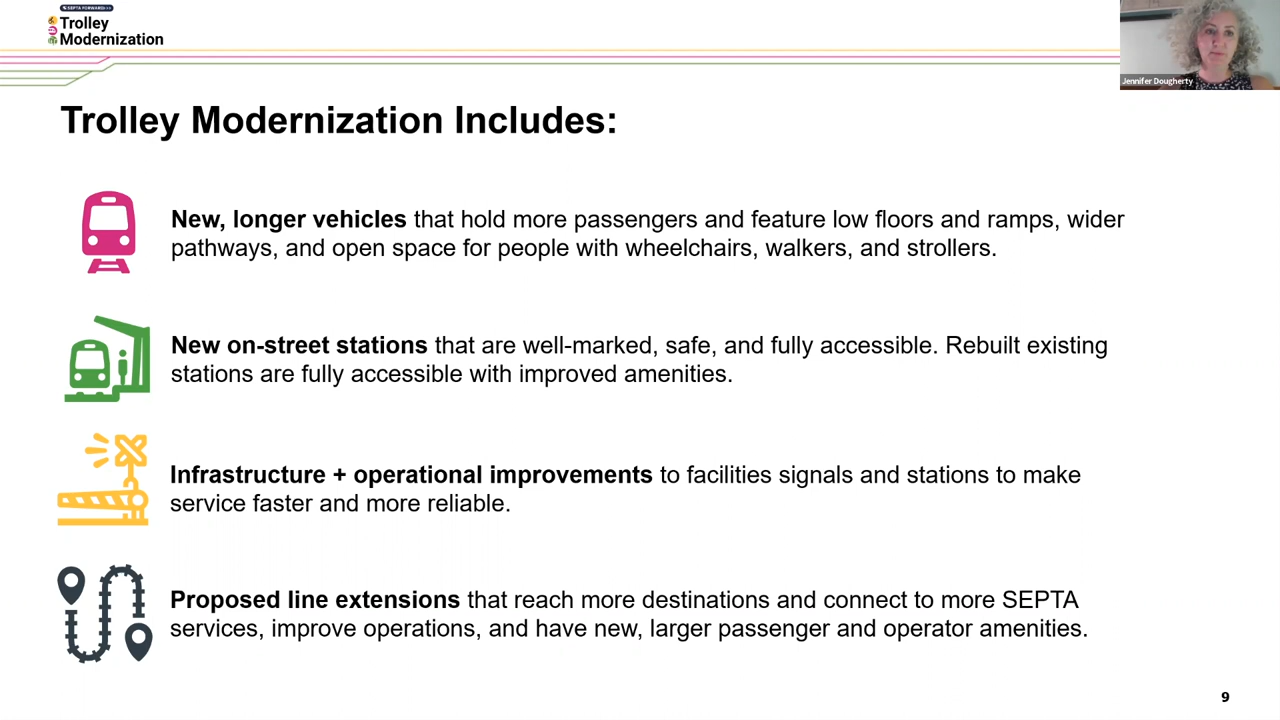 SEPTA FORWARD
Trolley
Modernization
Jennifer Dougherty
Trolley Modernization Includes:
New, longer vehicles that hold more passengers and feature low floors and ramps, wider
pathways, and open space for people with wheelchairs, walkers, and strollers.
New on-street stations that are well-marked, safe, and fully accessible. Rebuilt existing
stations are fully accessible with improved amenities.
Infrastructure + operational improvements to facilities signals and stations to make
service faster and more reliable.
Proposed line extensions that reach more destinations and connect to more SEPTA
services, improve operations, and have new, larger passenger and operator amenities.
9